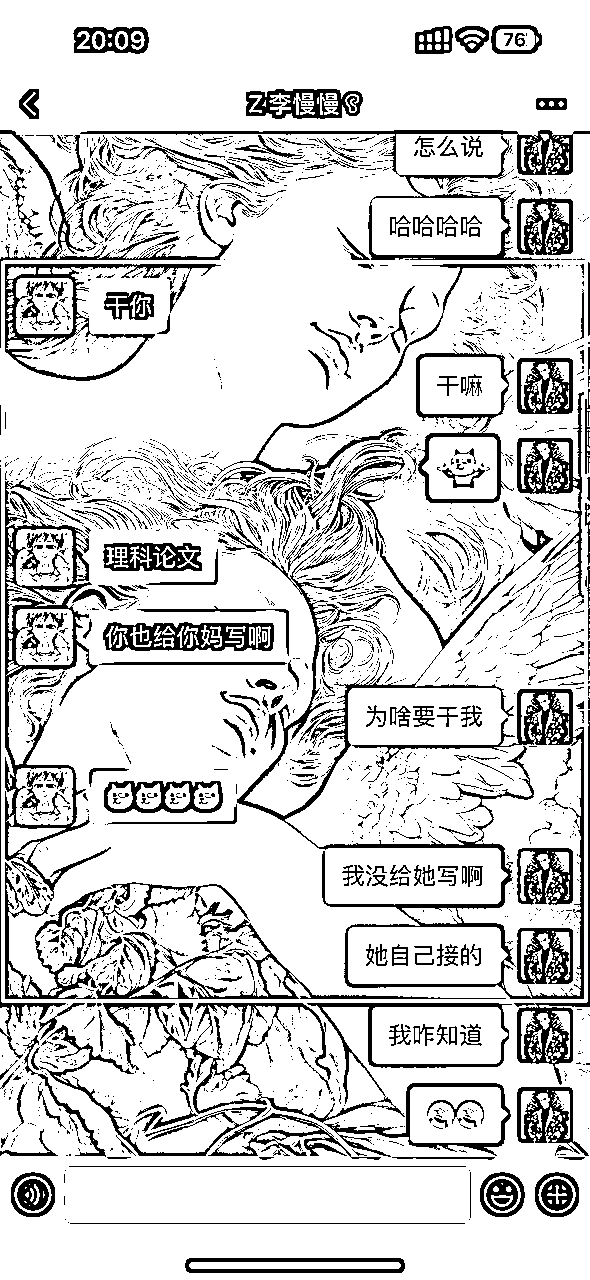 20:09
76
Z 李慢慢
怎么说
哈哈哈哈
干你
干嘛
理科论文
你也给你妈写啊
为啥要干我
我没给她写啊
她自己接的
我咋知道